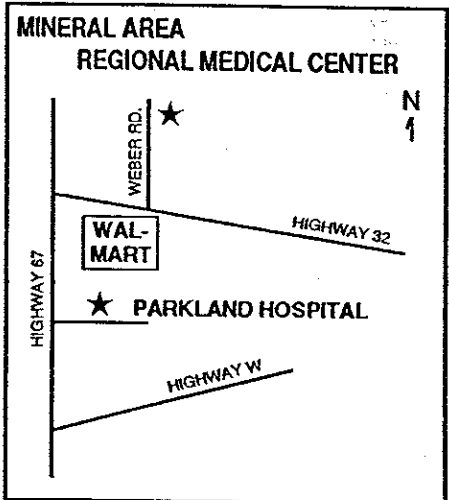 MINERAL AREA
REGIONAL MEDICAL CENTER
N
WEBER RD.
HIGHWAY 32
WAL-
MART
HIGHWAY 67
PARKLAND HOSPITAL
HIGHWAY W